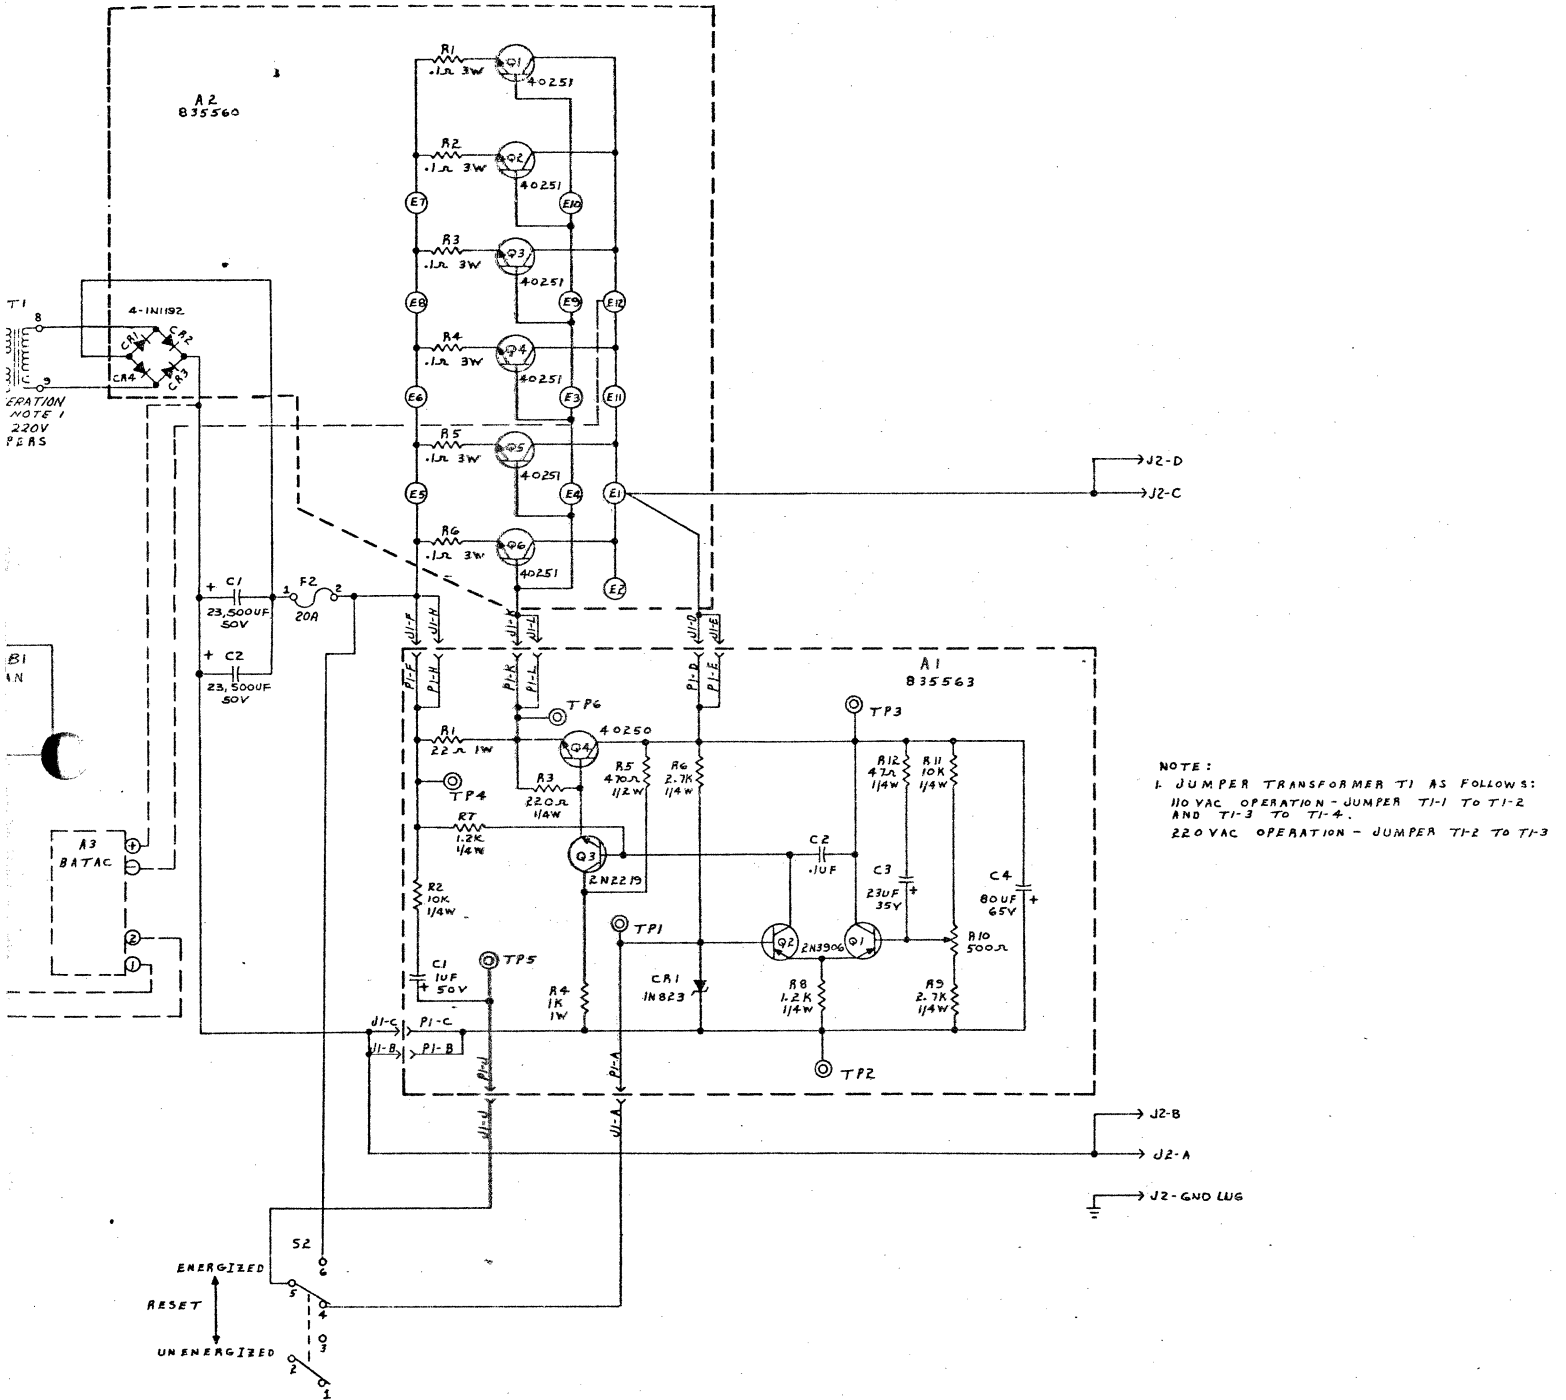 A2
835560
R1
.1Ω 3W
Q1
40251
R2
.1Ω 3W
Q2
40251
E7
E10
R3
.1Ω 3W
Q3
40251
E8
E9
E12
R4
.1Ω 3W
Q4
40251
E6
E3
E11
R5
.1Ω 3W
Q5
40251
E5
E4
E1
R6
.1Ω 3W
Q6
40251
E2
T1
8
9
4-1N1192
CR1
CR2
CR4
CR3
ERATION
NOTE 1
220V
PERS
J2-D
J2-C
+ C1
23,500UF
50V
1 F2 2
20A
+ C2
23,500UF
50V
B1
AN
J1-F
J1-H
J1-K
J1-L
J1-D
J1-E
P1-F
P1-H
P1-K
P1-L
P1-D
P1-E
A1
835563
TP6
TP3
R1
22Ω 1W
40250
Q4
R3
220Ω
1/4W
R5
470Ω
1/2W
R6
2.7K
1/4W
R12
47Ω
1/4W
R11
10K
1/4W
TP4
R7
1.2K
1/4W
Q3
2N2219
C2
.1UF
C3
23UF +
35V
C4
80UF +
65V
R2
10K
1/4W
TP1
Q2
2N3906
Q1
R10
500Ω
C1
1UF
+ 50V
TP5
R4
1K
1W
CR1
1N823
R8
1.2K
1/4W
R9
2.7K
1/4W
J1-C
P1-C
J1-B
P1-B
P1-J
P1-A
TP2
J1-J
J1-A
A3
BATAC
+
-
2
1
NOTE:
1. JUMPER TRANSFORMER T1 AS FOLLOWS:
110 VAC OPERATION - JUMPER T1-1 TO T1-2
AND T1-3 TO T1-4.
220 VAC OPERATION - JUMPER T1-2 TO T1-3
J2-B
J2-A
J2-GND LUG
S2
6
ENERGIZED
5
RESET
4
3
UNENERGIZED
2
1